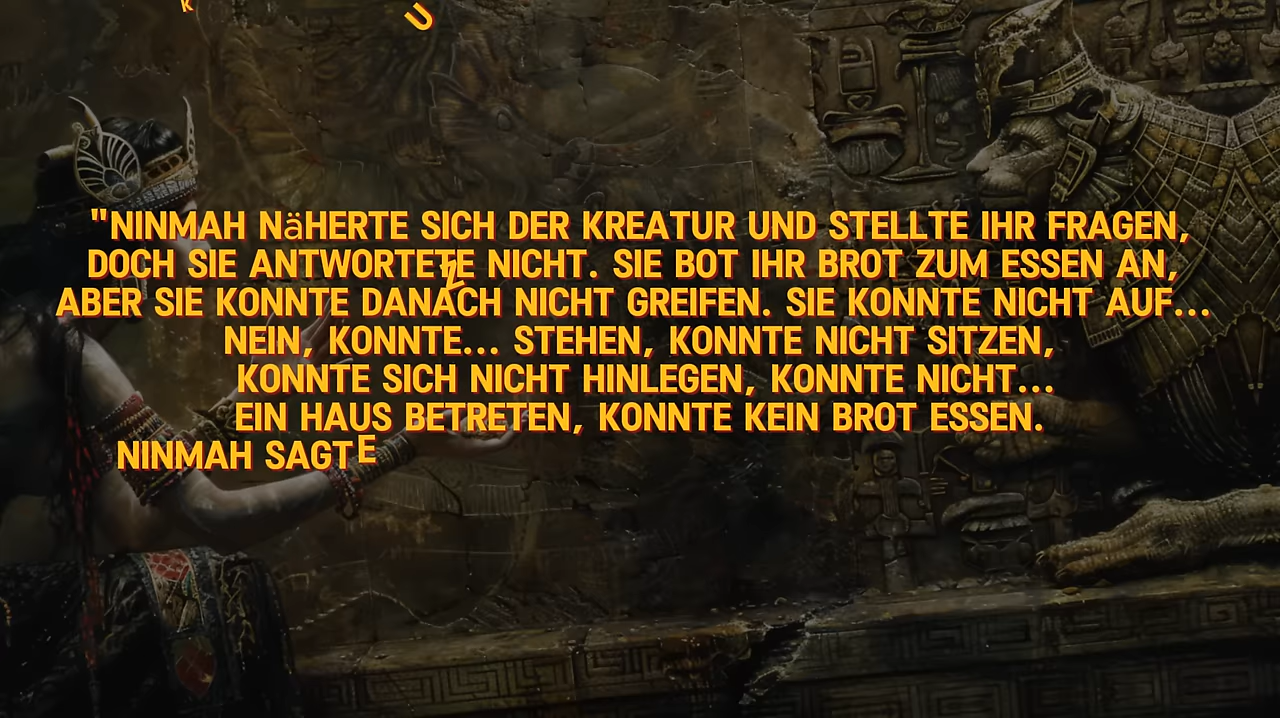 K U
"NINMAH NäHERTE SICH DER KREATUR UND STELLTE IHR FRAGEN,
DOCH SIE ANTWORTETE NICHT. SIE BOT IHR BROT ZUM ESSEN AN,
ABER SIE KONNTE DANACH NICHT GREIFEN. SIE KONNTE NICHT AUF...
NEIN, KONNTE... STEHEN, KONNTE NICHT SITZEN,
KONNTE SICH NICHT HINLEGEN, KONNTE NICHT...
EIN HAUS BETRETEN, KONNTE KEIN BROT ESSEN.
NINMAH SAGTE